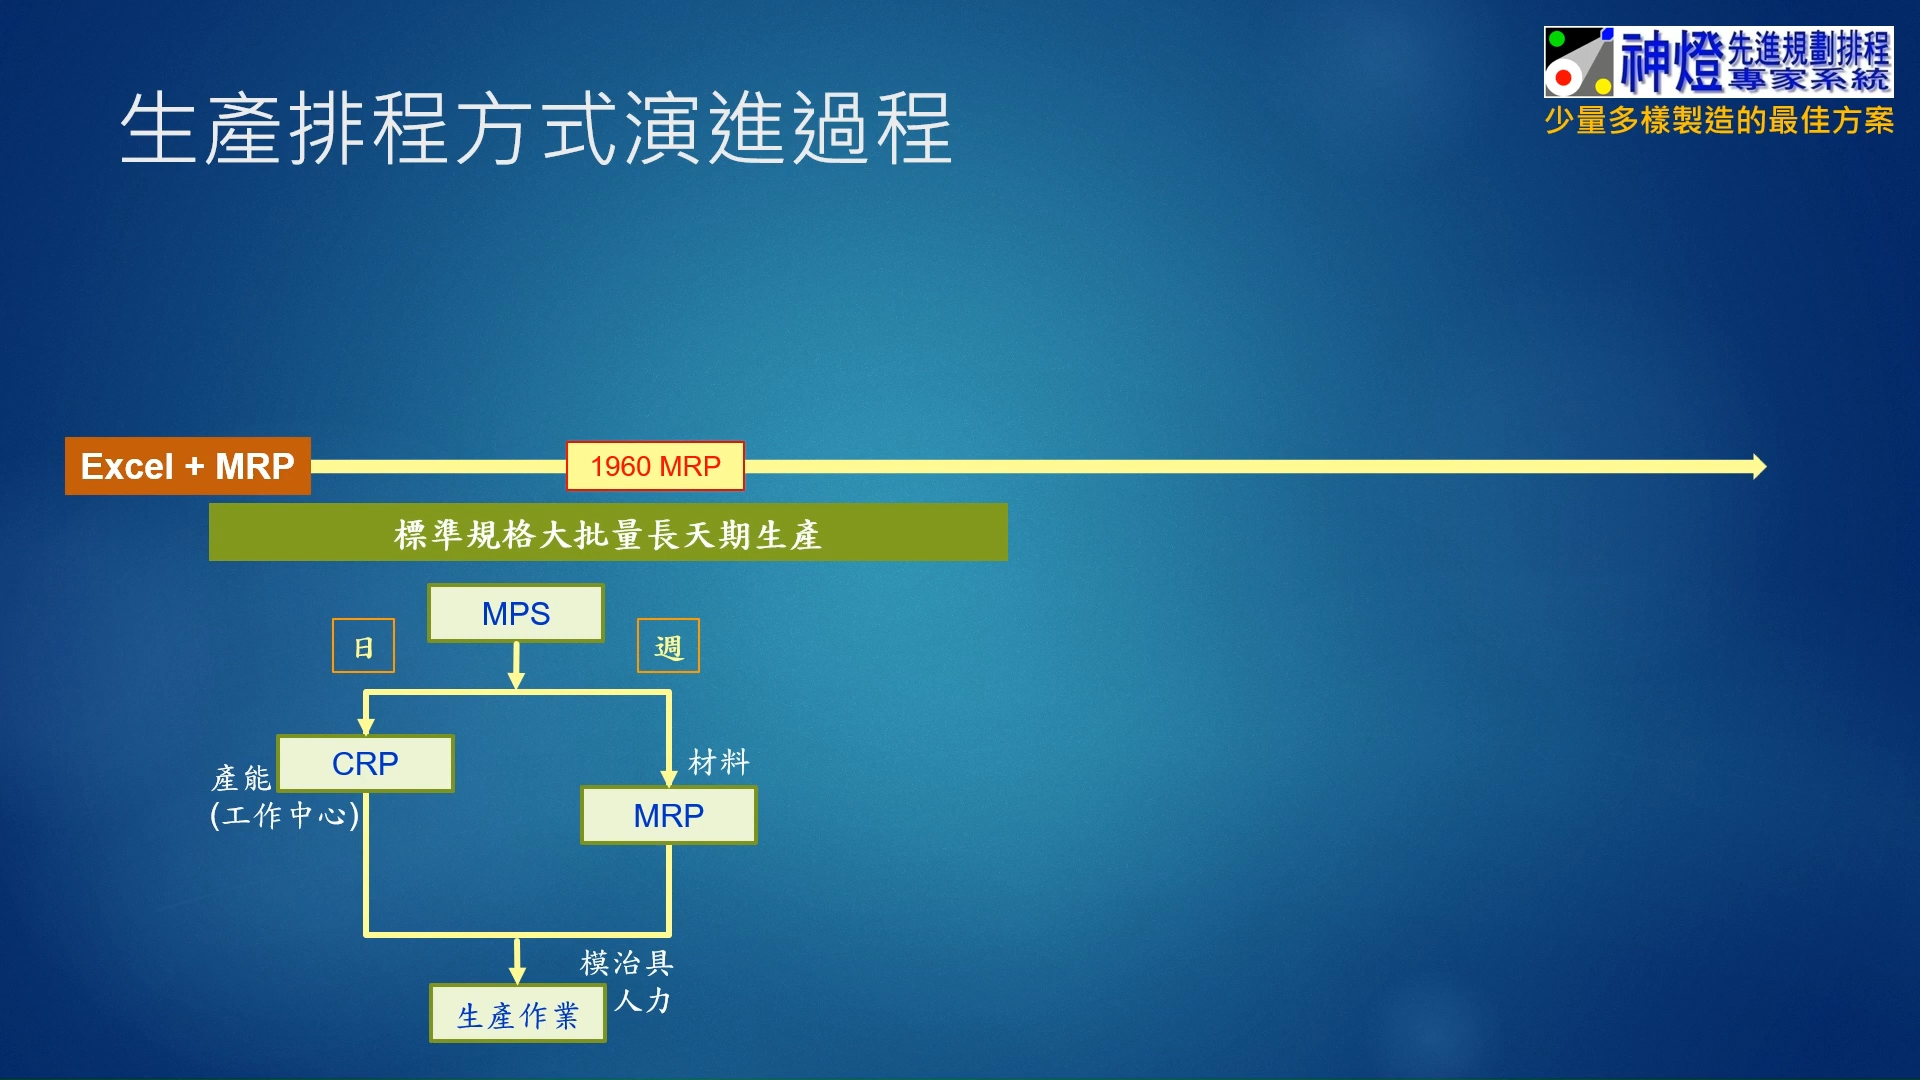 生產排程方式演進過程
神燈先進規劃排程
專家系統
少量多樣製造的最佳方案
Excel + MRP
1960 MRP
標準規格大批量長天期生產
MPS
日
週
CRP
產能
(工作中心)
材料
MRP
模治具
人力
生產作業